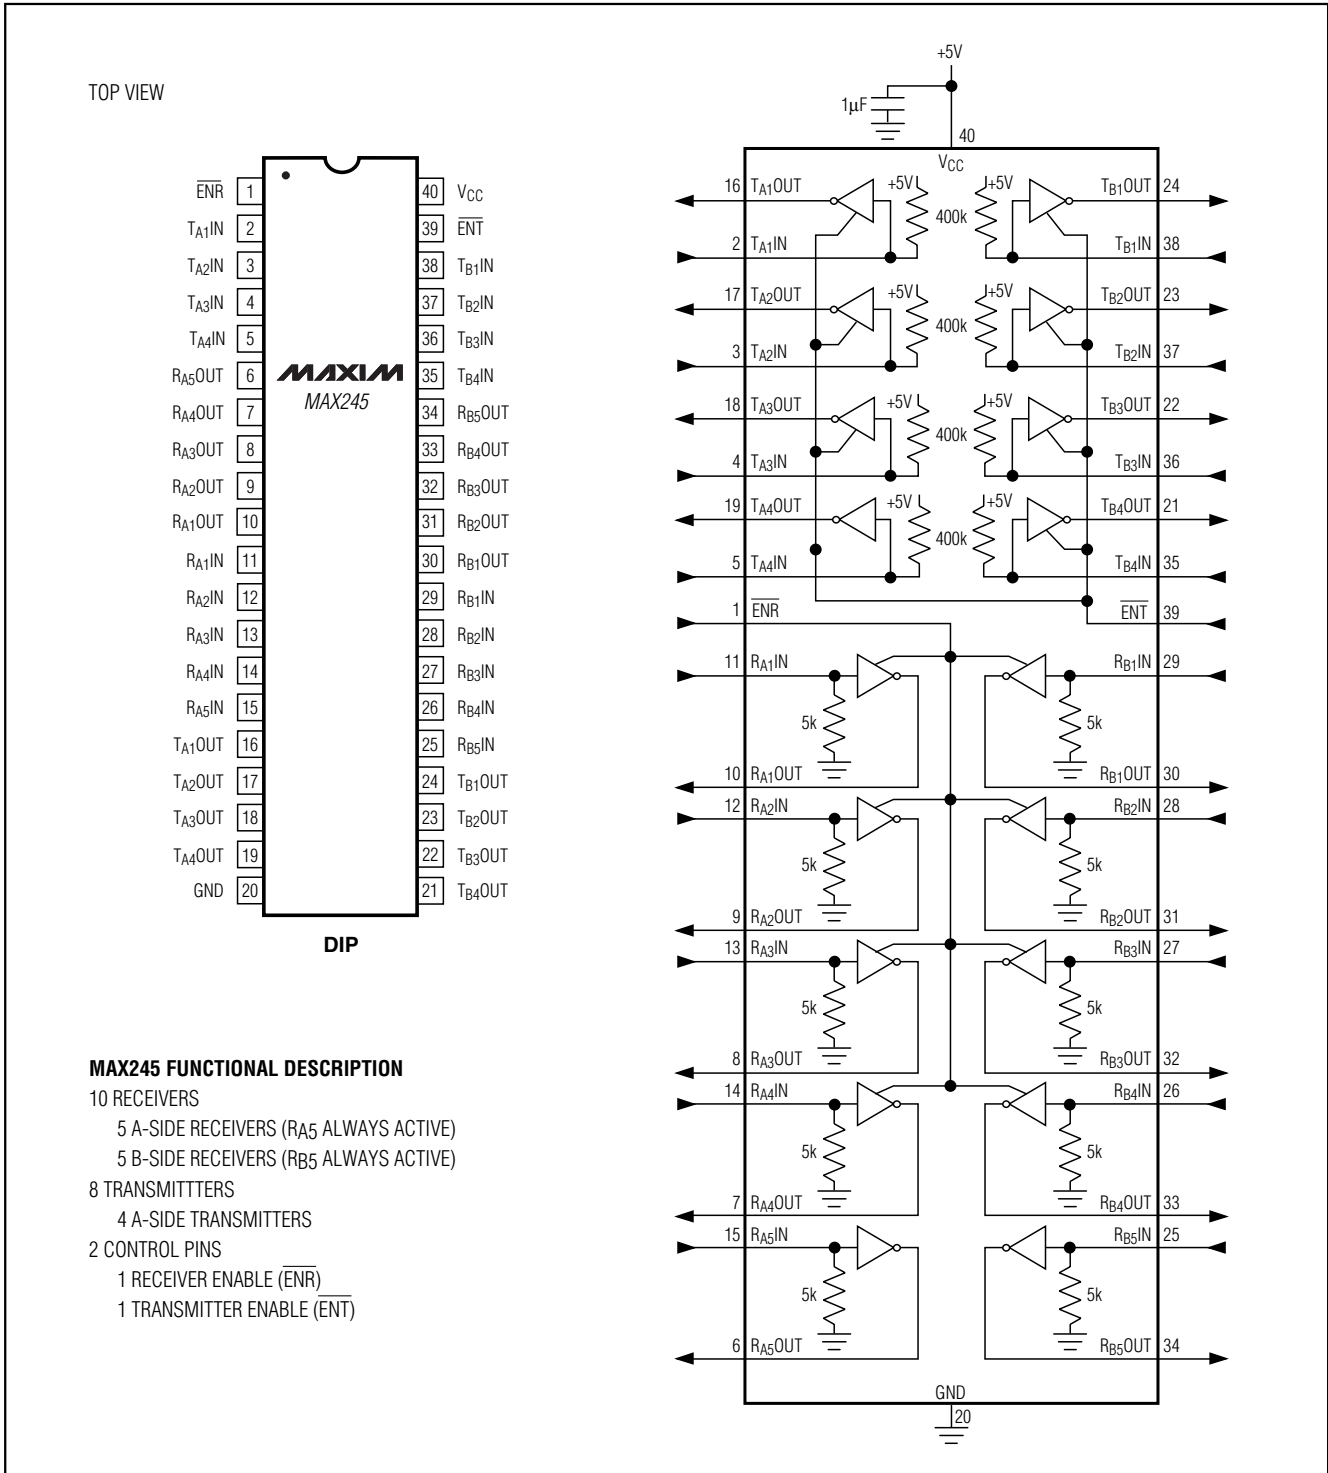 TOP VIEW
ENR 1
TA1IN 2
TA2IN 3
TA3IN 4
TA4IN 5
RA5OUT 6
RA4OUT 7
RA3OUT 8
RA2OUT 9
RA1OUT 10
RA1IN 11
RA2IN 12
RA3IN 13
RA4IN 14
RA5IN 15
TA1OUT 16
TA2OUT 17
TA3OUT 18
TA4OUT 19
GND 20
MAXIM
MAX245
40 VCC
39 ENT
38 TB1IN
37 TB2IN
36 TB3IN
35 TB4IN
34 RB5OUT
33 RB4OUT
32 RB3OUT
31 RB2OUT
30 RB1OUT
29 RB1IN
28 RB2IN
27 RB3IN
26 RB4IN
25 RB5IN
24 TB1OUT
23 TB2OUT
22 TB3OUT
21 TB4OUT
DIP
MAX245 FUNCTIONAL DESCRIPTION
10 RECEIVERS
5 A-SIDE RECEIVERS (RA5 ALWAYS ACTIVE)
5 B-SIDE RECEIVERS (RB5 ALWAYS ACTIVE)
8 TRANSMITTTERS
4 A-SIDE TRANSMITTERS
2 CONTROL PINS
1 RECEIVER ENABLE (ENR)
1 TRANSMITTER ENABLE (ENT)
+5V
1µF
40
VCC
16 TA1OUT +5V +5V TB1OUT 24
400k
2 TA1IN TB1IN 38
17 TA2OUT +5V +5V TB2OUT 23
400k
3 TA2IN TB2IN 37
18 TA3OUT +5V +5V TB3OUT 22
400k
4 TA3IN TB3IN 36
19 TA4OUT +5V +5V TB4OUT 21
400k
5 TA4IN TB4IN 35
1 ENR ENT 39
11 RA1IN RB1IN 29
5k 5k
10 RA1OUT RB1OUT 30
12 RA2IN RB2IN 28
5k 5k
9 RA2OUT RB2OUT 31
13 RA3IN RB3IN 27
5k 5k
8 RA3OUT RB3OUT 32
14 RA4IN RB4IN 26
5k 5k
7 RA4OUT RB4OUT 33
15 RA5IN RB5IN 25
5k 5k
6 RA5OUT RB5OUT 34
GND
20